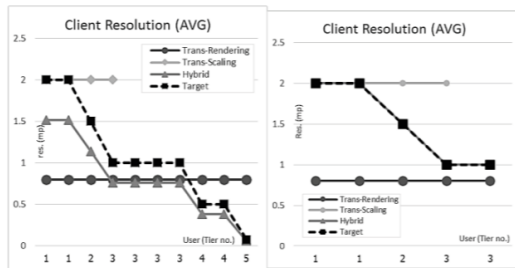 Client Resolution (AVG)
2.5
2
1.5
1
0.5
0
res. (mp)
Trans-Rendering
Trans-Scaling
Hybrid
Target
User (Tier no.)
1 1 2 3 3 3 4 4 5
Client Resolution (AVG)
2.5
2
1.5
1
0.5
0
Res. (mp)
Trans-Rendering
Trans-Scaling
Hybrid
Target
User (Tier no.)
1 1 2 3 3